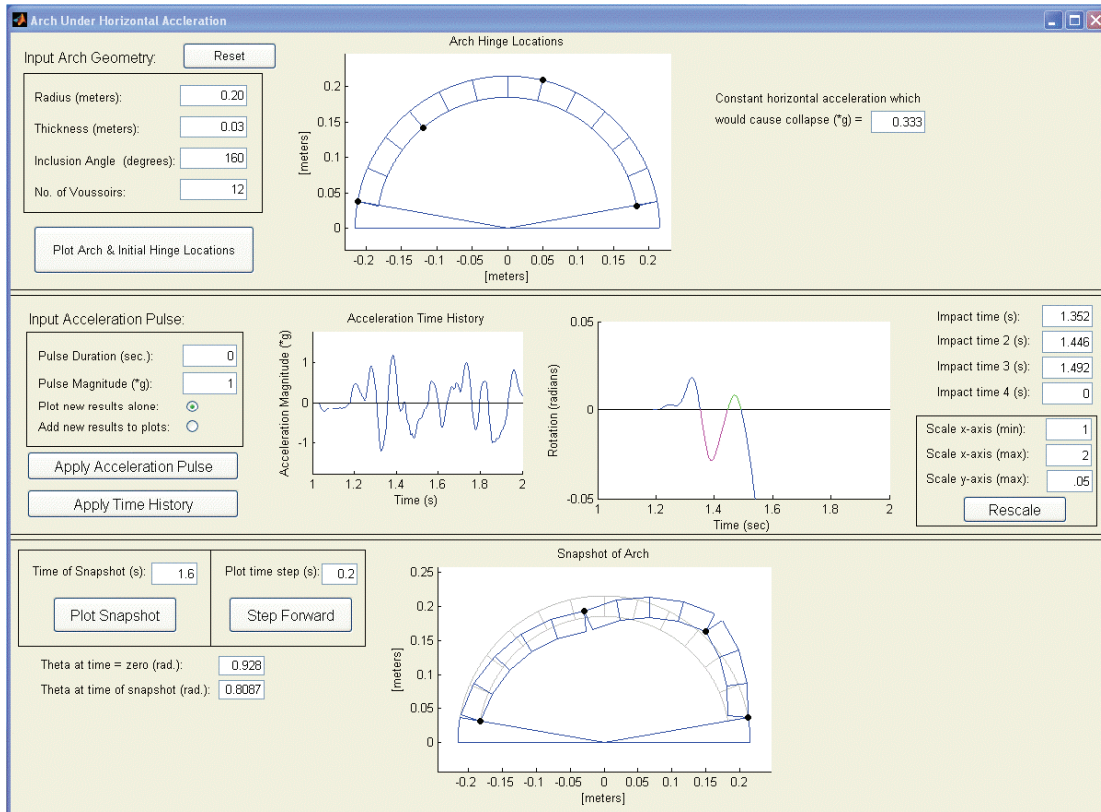 Arch Under Horizontal Accleration
Input Arch Geometry:
Reset
Radius (meters): 0.20
Thickness (meters): 0.03
Inclusion Angle (degrees): 160
No. of Voussoirs: 12
Plot Arch & Initial Hinge Locations
Arch Hinge Locations
[meters]
0.2
0.15
0.1
0.05
0
-0.2 -0.15 -0.1 -0.05 0 0.05 0.1 0.15 0.2
[meters]
Constant horizontal acceleration which
would cause collapse (*g) = 0.333
Input Acceleration Pulse:
Pulse Duration (sec.): 0
Pulse Magnitude (*g): 1
Plot new results alone:
Add new results to plots:
Apply Acceleration Pulse
Apply Time History
Acceleration Time History
Acceleration Magnitude (*g)
1
0
-1
1 1.2 1.4 1.6 1.8 2
Time (s)
Rotation (radians)
0.05
0
-0.05
1 1.2 1.4 1.6 1.8 2
Time (sec)
Impact time (s): 1.352
Impact time 2 (s): 1.446
Impact time 3 (s): 1.492
Impact time 4 (s): 0
Scale x-axis (min): 1
Scale x-axis (max): 2
Scale y-axis (max): .05
Rescale
Time of Snapshot (s): 1.6
Plot Snapshot
Plot time step (s): 0.2
Step Forward
Theta at time = zero (rad.): 0.928
Theta at time of snapshot (rad.): 0.8087
Snapshot of Arch
[meters]
0.25
0.2
0.15
0.1
0.05
0
-0.2 -0.15 -0.1 -0.05 0 0.05 0.1 0.15 0.2
[meters]